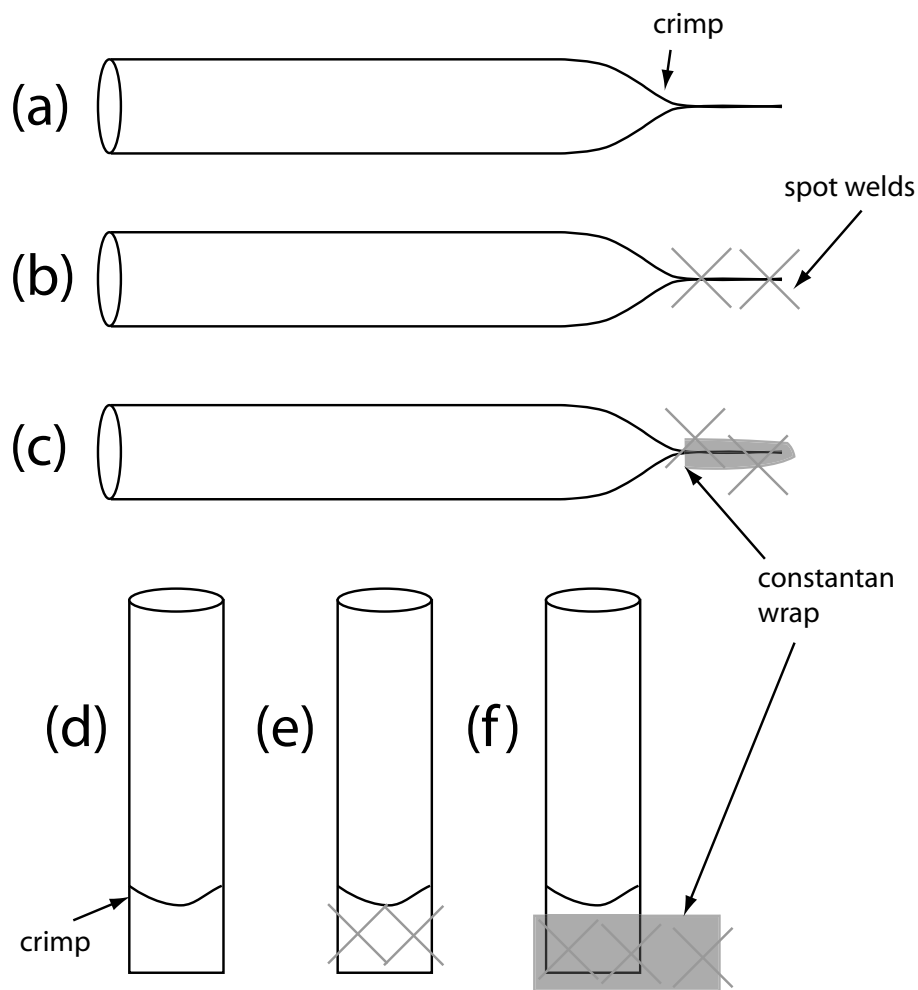 crimp
(a)
spot welds
(b)
(c)
constantan
wrap
(d)
(e)
(f)
crimp